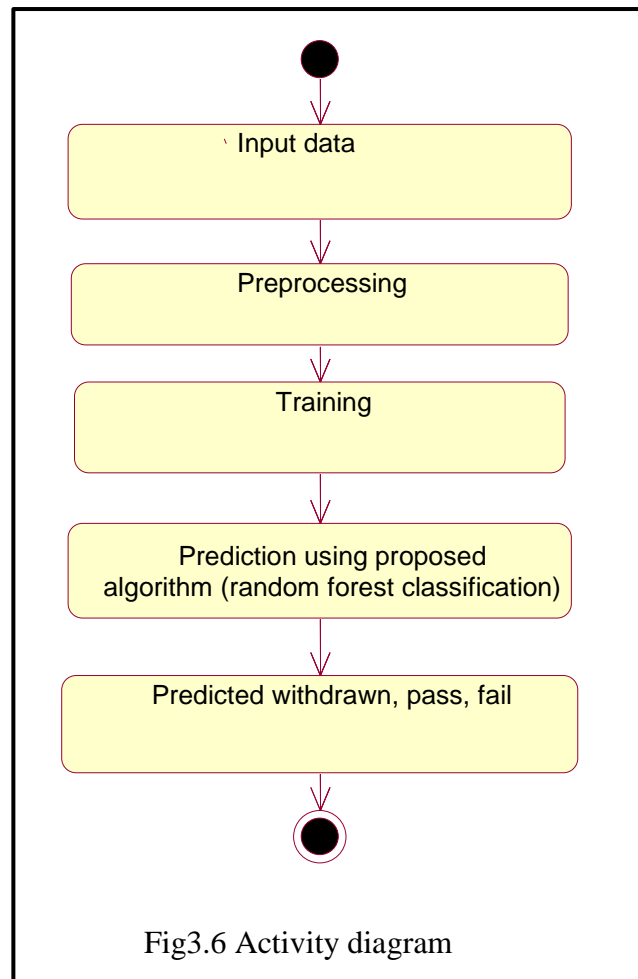 Input data
Preprocessing
Training
Prediction using proposed
algorithm (random forest classification)
Predicted withdrawn, pass, fail
Fig3.6 Activity diagram